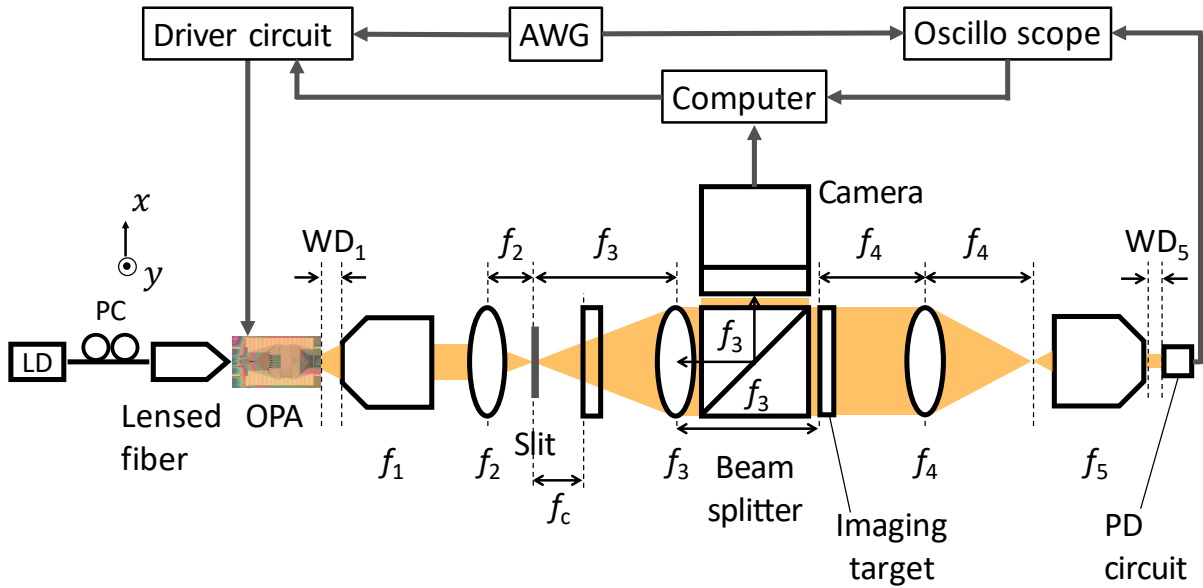 Driver circuit
AWG
Oscillo scope
Computer
Camera
x
y
WD1
f2
f3
f4
f4
WD5
PC
LD
f3
f3
Lensed
fiber
OPA
f1
f2
Slit
fc
f3
Beam
splitter
Imaging
target
f4
f5
PD
circuit